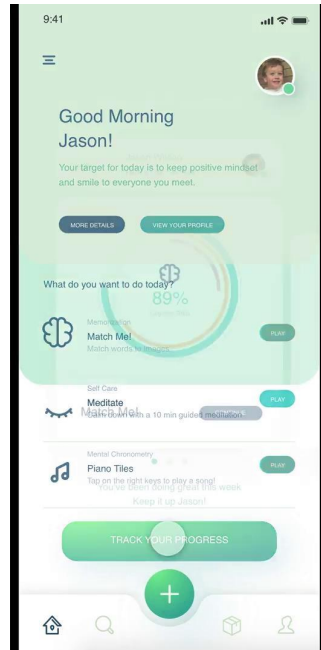 9:41
Good Morning
Jason!
Your target for today is to keep positive mindset
and smile to everyone you meet.
MORE DETAILS
VIEW YOUR PROFILE
What do you want to do today?
89%
Memorization
Match Me!
Match words to images
PLAY
Self Care
Meditate
Calm down with a 10 min guided meditation
PLAY
Match Me!
Mental Chronometry
Piano Tiles
Tap on the right keys to play a song!
PLAY
You've been doing great this week
Keep it up Jason!
TRACK YOUR PROGRESS